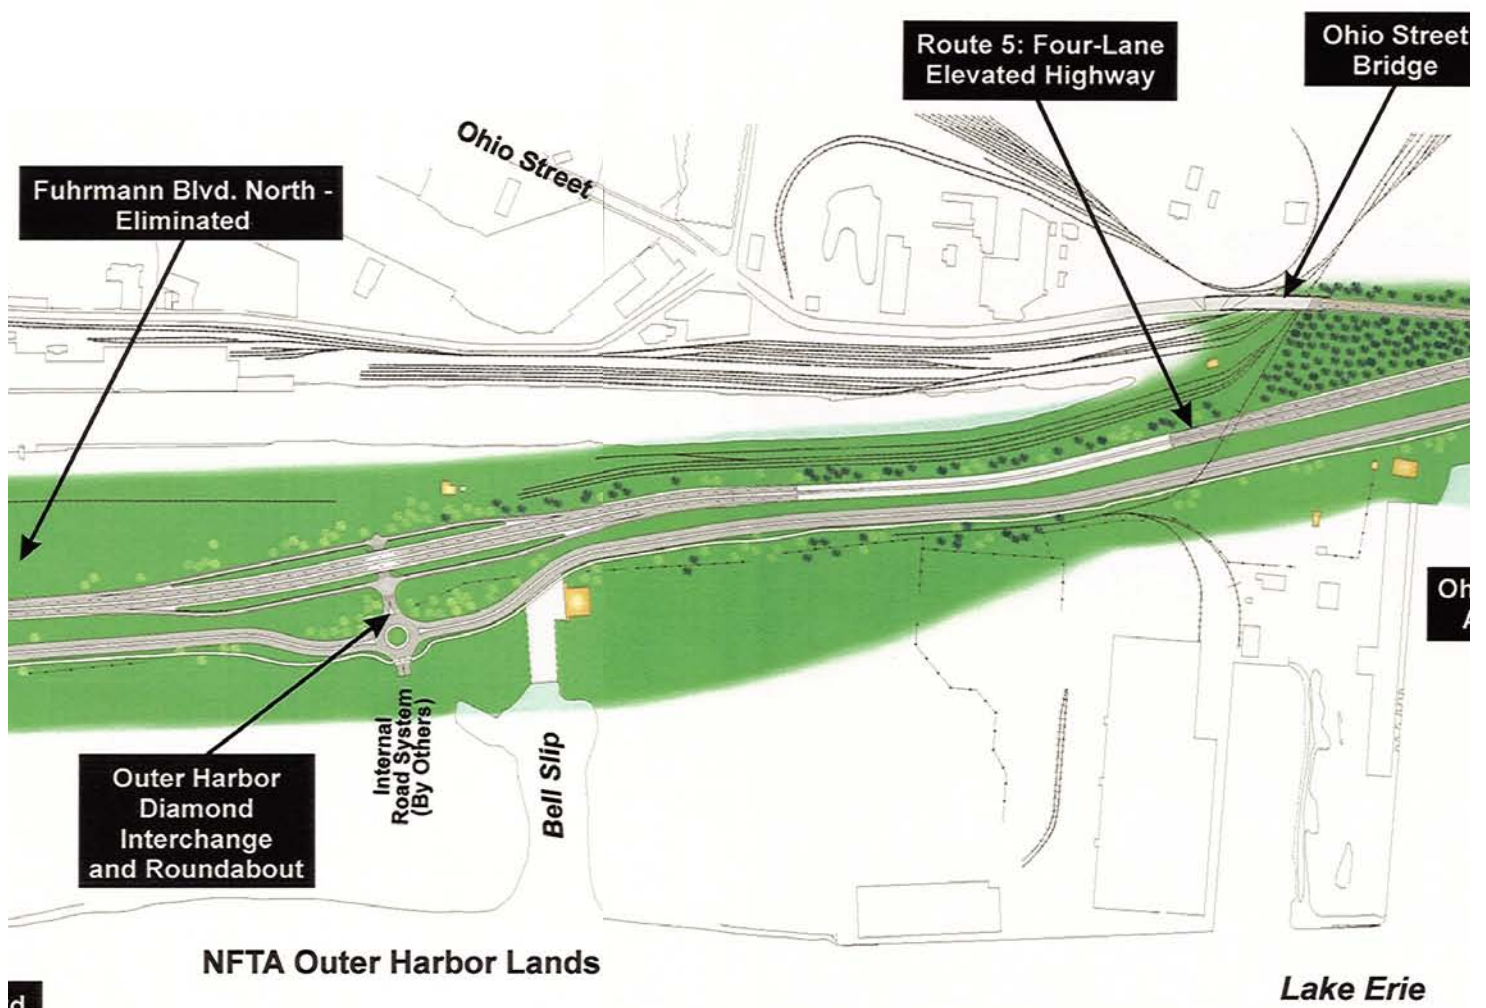 Route 5: Four-Lane
Elevated Highway
Ohio Street
Bridge
Ohio Street
Fuhrmann Blvd. North -
Eliminated
Outer Harbor
Diamond
Interchange
and Roundabout
Internal
Road System
(By Others)
Bell Slip
NFTA Outer Harbor Lands
Lake Erie